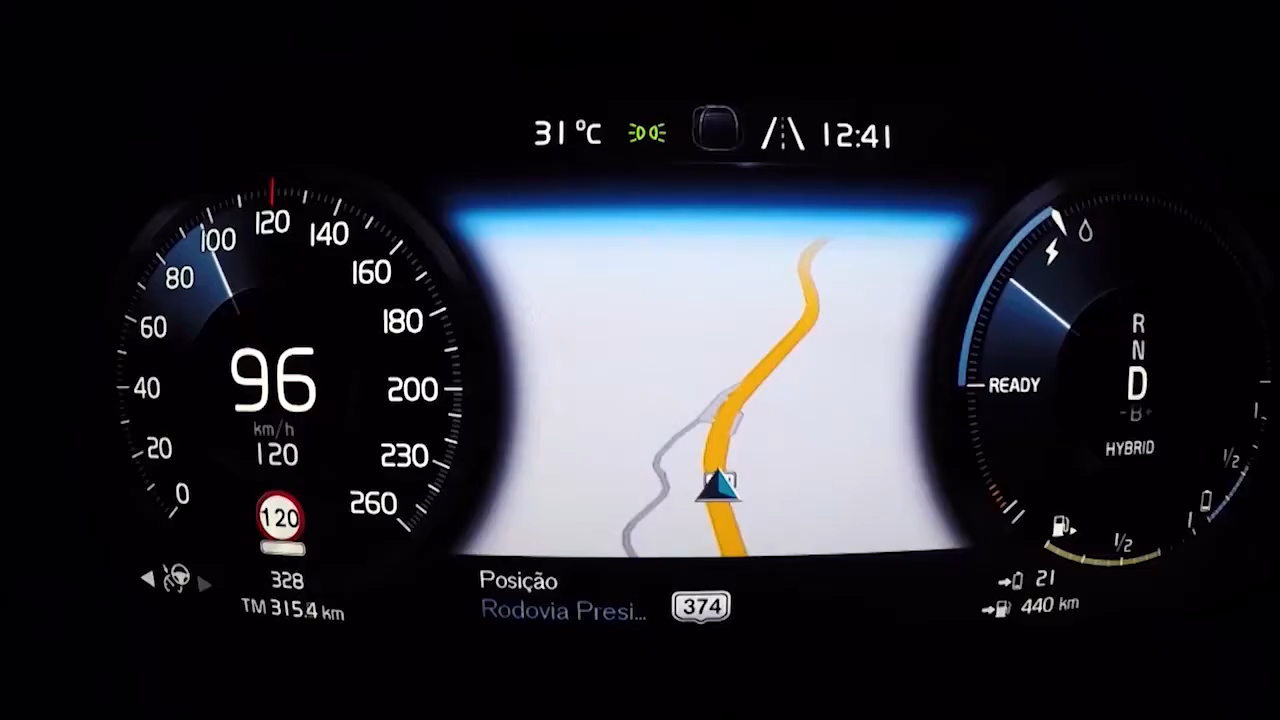 31 °C 12:41
0
20
40
60
80
100
120
140
160
180
200
230
260
96
km/h
120
120
328
TM 315.4 km
Posição
Rodovia Presi... 374
READY
R
N
D
-B+
HYBRID
1/2
1
1/2
1
21
440 km